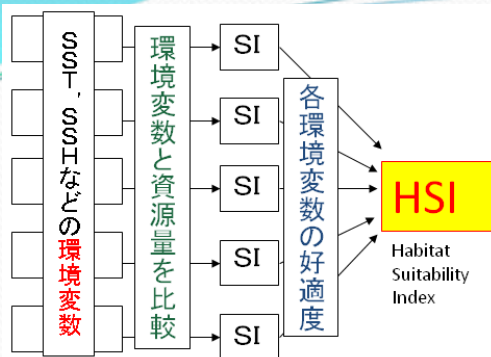 SST,SSHなどの環境変数
環境変数と資源量を比較
SI
SI
SI
SI
SI
各環境変数の好適度
HSI
Habitat
Suitability
Index